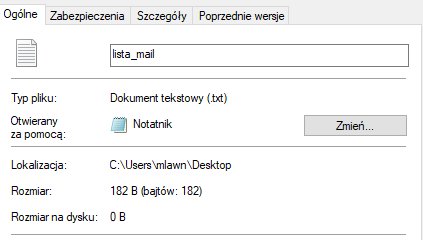 Ogólne Zabezpieczenia Szczegóły Poprzednie wersje
lista_mail
Typ pliku: Dokument tekstowy (.txt)
Otwierany za pomocą: Notatnik Zmień...
Lokalizacja: C:\Users\mlawn\Desktop
Rozmiar: 182 B (bajtów: 182)
Rozmiar na dysku: 0 B